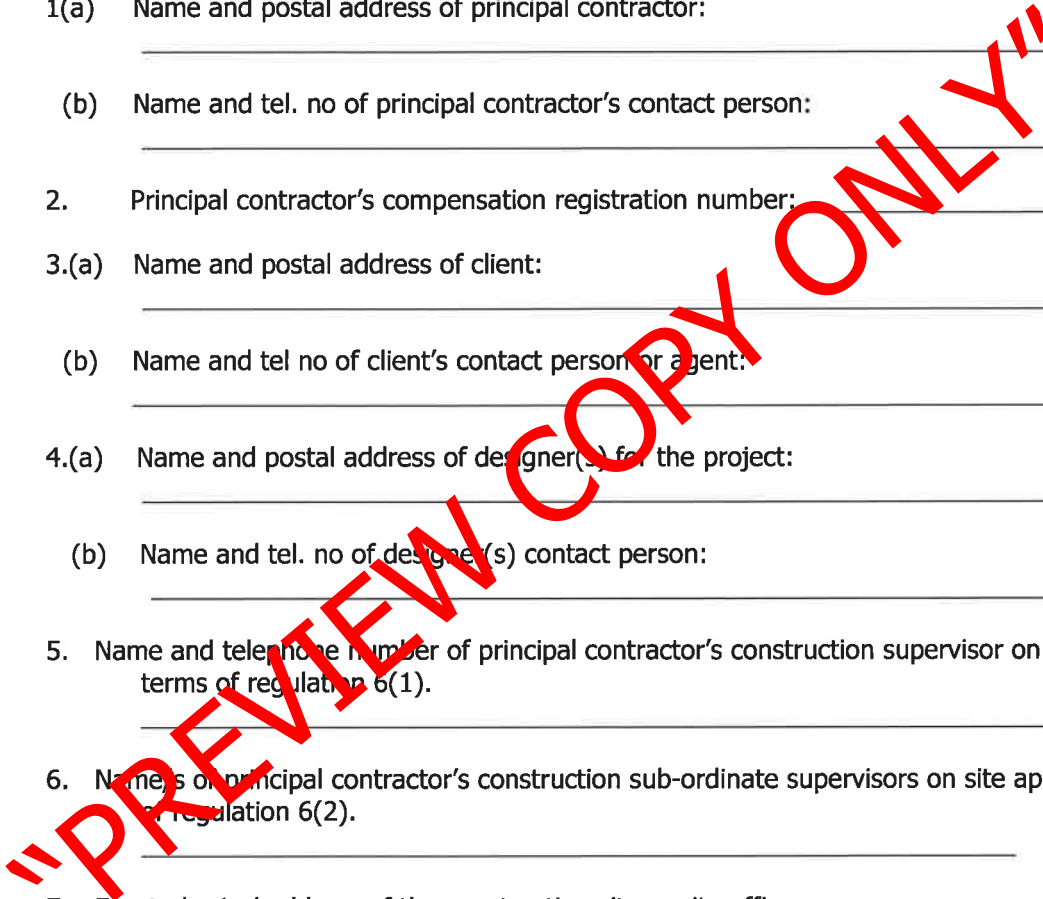 1(a) Name and postal address of principal contractor:
(b) Name and tel. no of principal contractor's contact person:
2. Principal contractor's compensation registration number:
3.(a) Name and postal address of client:
(b) Name and tel no of client's contact person or agent:
4.(a) Name and postal address of designer(s) for the project:
(b) Name and tel. no of designer(s) contact person:
5. Name and telephone number of principal contractor's construction supervisor on
terms of regulation 6(1).
6. Name/s of principal contractor's construction sub-ordinate supervisors on site ap
of regulation 6(2).
"PREVIEW COPY ONLY"